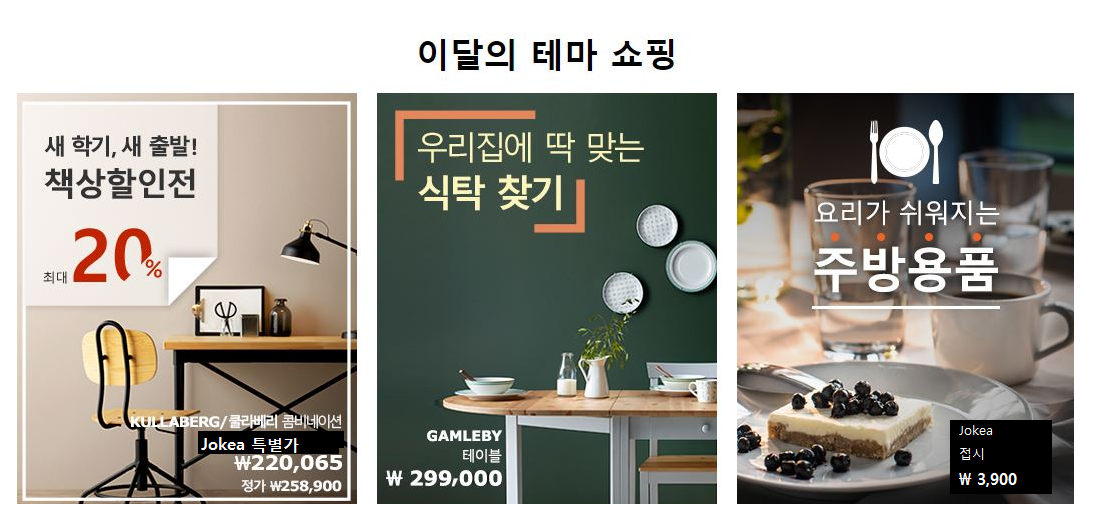 이달의 테마 쇼핑
새 학기, 새 출발!
책상할인전
최대 20%
KULLABERG/쿨라베리 콤비네이션
Jokea 특별가
₩220,065
정가 ₩258,900
우리집에 딱 맞는
식탁 찾기
GAMLEBY
테이블
₩ 299,000
요리가 쉬워지는
주방용품
Jokea
접시
₩ 3,900